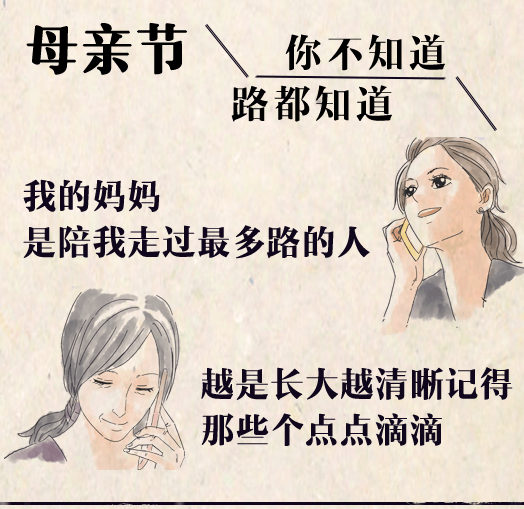 母亲节
你不知道
路都知道
我的妈妈
是陪我走过最多路的人
越是长大越清晰记得
那些个点点滴滴